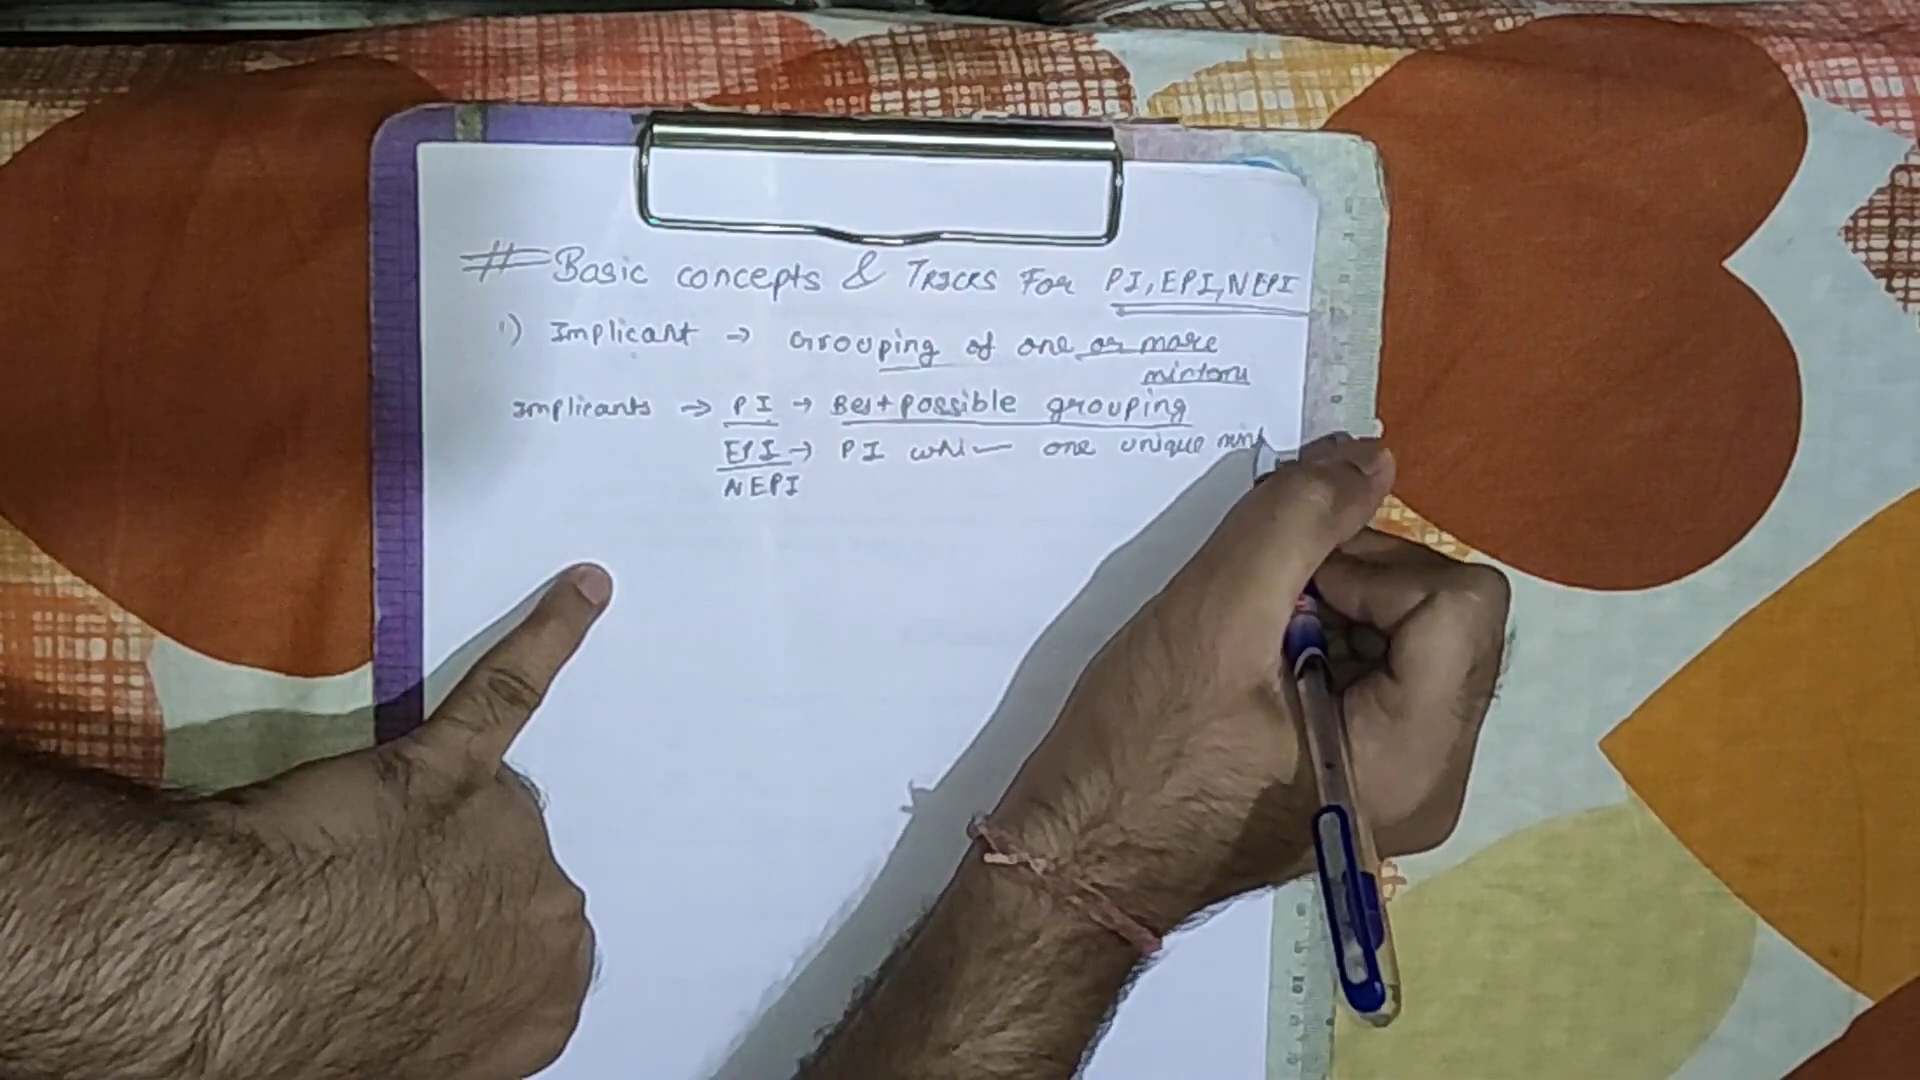 # Basic concepts & TRICKS FOR PI, EPI, NEPI
1) Implicant → Grouping of one or more
minterms
Implicants → PI → Best possible grouping
EPI → PI which one unique
NEPI